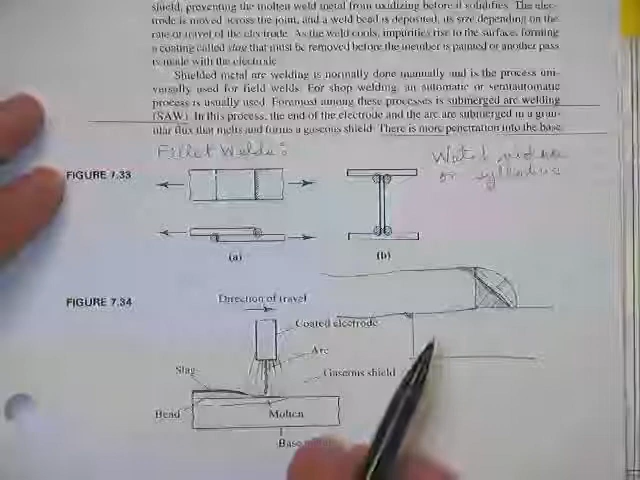 shield, preventing the molten weld metal from oxidizing before it solidifies. The elec-
trode is moved across the joint, and a weld bead is deposited, its size depending on the
rate of travel of the electrode. As the weld cools, impurities rise to the surface, forming
a coating called slag that must be removed before the member is painted or another pass
is made with the electrode.
Shielded metal arc welding is normally done manually and is the process uni-
versally used for field welds. For shop welding, an automatic or semiautomatic
process is usually used. Foremost among these processes is submerged arc welding
(SAW). In this process, the end of the electrode and the arc are submerged in a gran-
ular flux that melts and forms a gaseous shield. There is more penetration into the base
Fillet Welds:
FIGURE 7.33
(a)
(b)
FIGURE 7.34
Direction of travel
Coated electrode
Arc
Slag
Gaseous shield
Bead
Molten
Base